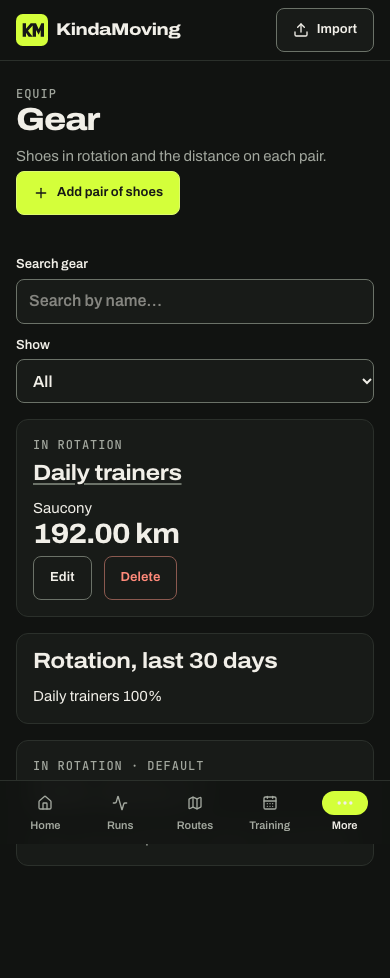 KM KindaMoving
Import
EQUIP
Gear
Shoes in rotation and the distance on each pair.
+ Add pair of shoes
Search gear
Search by name...
Show
All
IN ROTATION
Daily trainers
Saucony
192.00 km
Edit
Delete
Rotation, last 30 days
Daily trainers 100%
IN ROTATION · DEFAULT
Home
Runs
Routes
Training
More